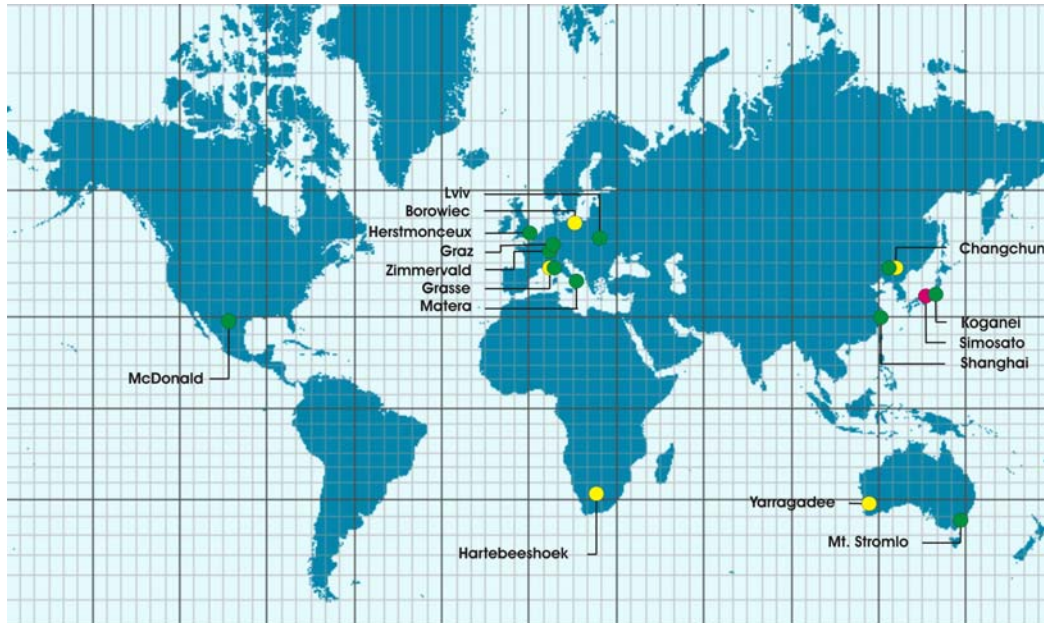 Lviv
Borowiec
Herstmonceux
Graz
Zimmervald
Grasse
Matera
Changchun
Koganei
Simosato
Shanghai
McDonald
Yarragadee
Mt. Stromlo
Hartebeeshoek